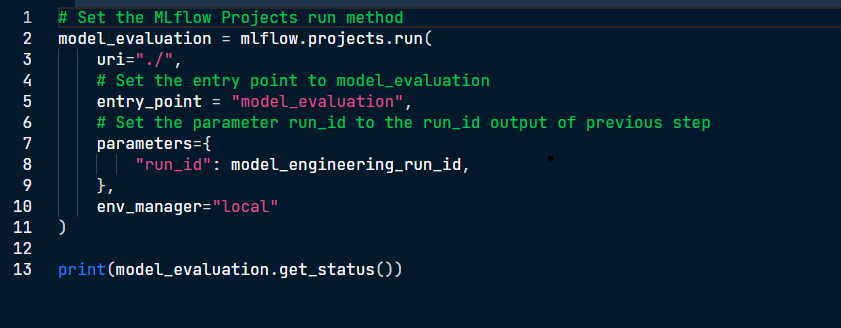 1 # Set the MLflow Projects run method
2 model_evaluation = mlflow.projects.run(
3     uri="./",
4     # Set the entry point to model_evaluation
5     entry_point = "model_evaluation",
6     # Set the parameter run_id to the run_id output of previous step
7     parameters={
8         "run_id": model_engineering_run_id,
9     },
10     env_manager="local"
11 )
12
13 print(model_evaluation.get_status())